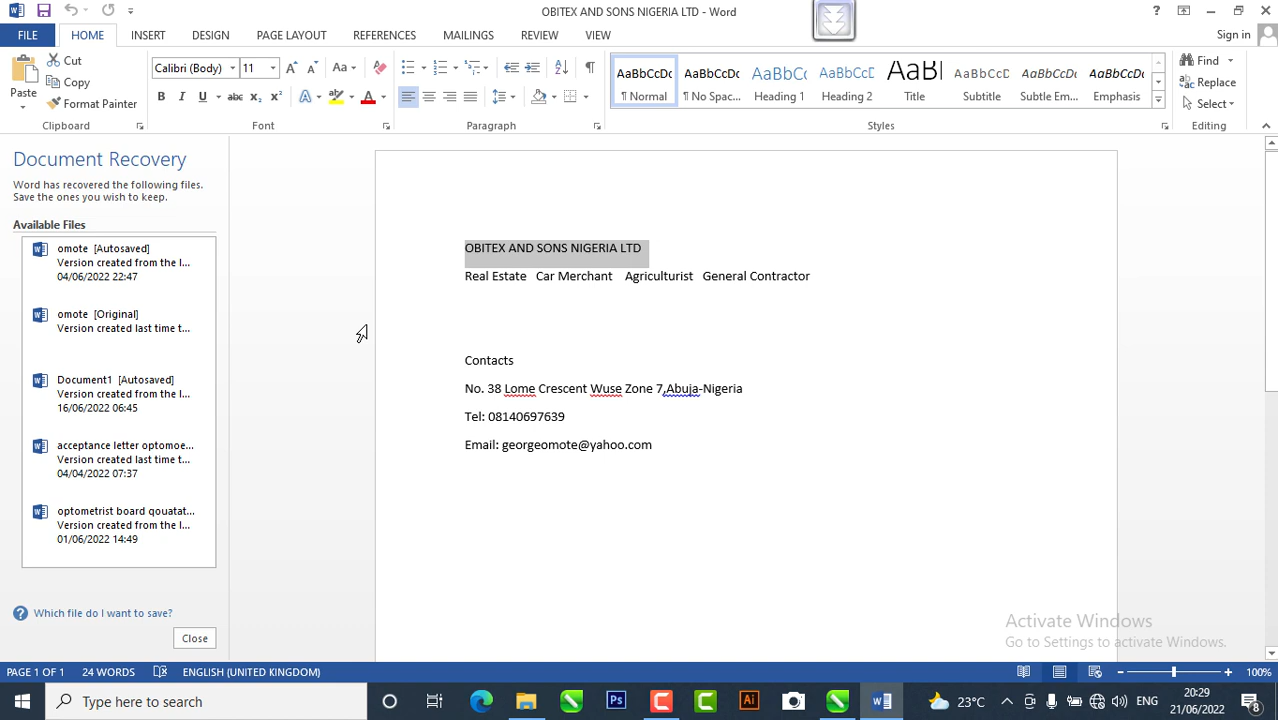 OBITEX AND SONS NIGERIA LTD - Word
FILE HOME INSERT DESIGN PAGE LAYOUT REFERENCES MAILINGS REVIEW VIEW Sign in
Paste Cut Copy Format Painter
Clipboard
Calibri (Body) 11
Font
Paragraph
AaBbCcDc ¶ Normal
AaBbCcDc ¶ No Spac...
AaBbCc Heading 1
AaBbCcC Heading 2
AaBl Title
AaBbCcC Subtitle
AaBbCcDc Subtle Em...
AaBbCcDc Emphasis
Styles
Find
Replace
Select
Editing
Document Recovery
Word has recovered the following files.
Save the ones you wish to keep.
Available Files
omote [Autosaved]
Version created from the l...
04/06/2022 22:47
omote [Original]
Version created last time t...
Document1 [Autosaved]
Version created from the l...
16/06/2022 06:45
acceptance letter optomoe...
Version created last time t...
04/04/2022 07:37
optometrist board qouatat...
Version created from the l...
01/06/2022 14:49
Which file do I want to save?
Close
OBITEX AND SONS NIGERIA LTD
Real Estate Car Merchant Agriculturist General Contractor
Contacts
No. 38 Lome Crescent Wuse Zone 7,Abuja-Nigeria
Tel: 08140697639
Email: georgeomote@yahoo.com
Activate Windows
Go to Settings to activate Windows.
PAGE 1 OF 1 24 WORDS ENGLISH (UNITED KINGDOM) 100%
Type here to search
23°C ENG 20:29
21/06/2022
8